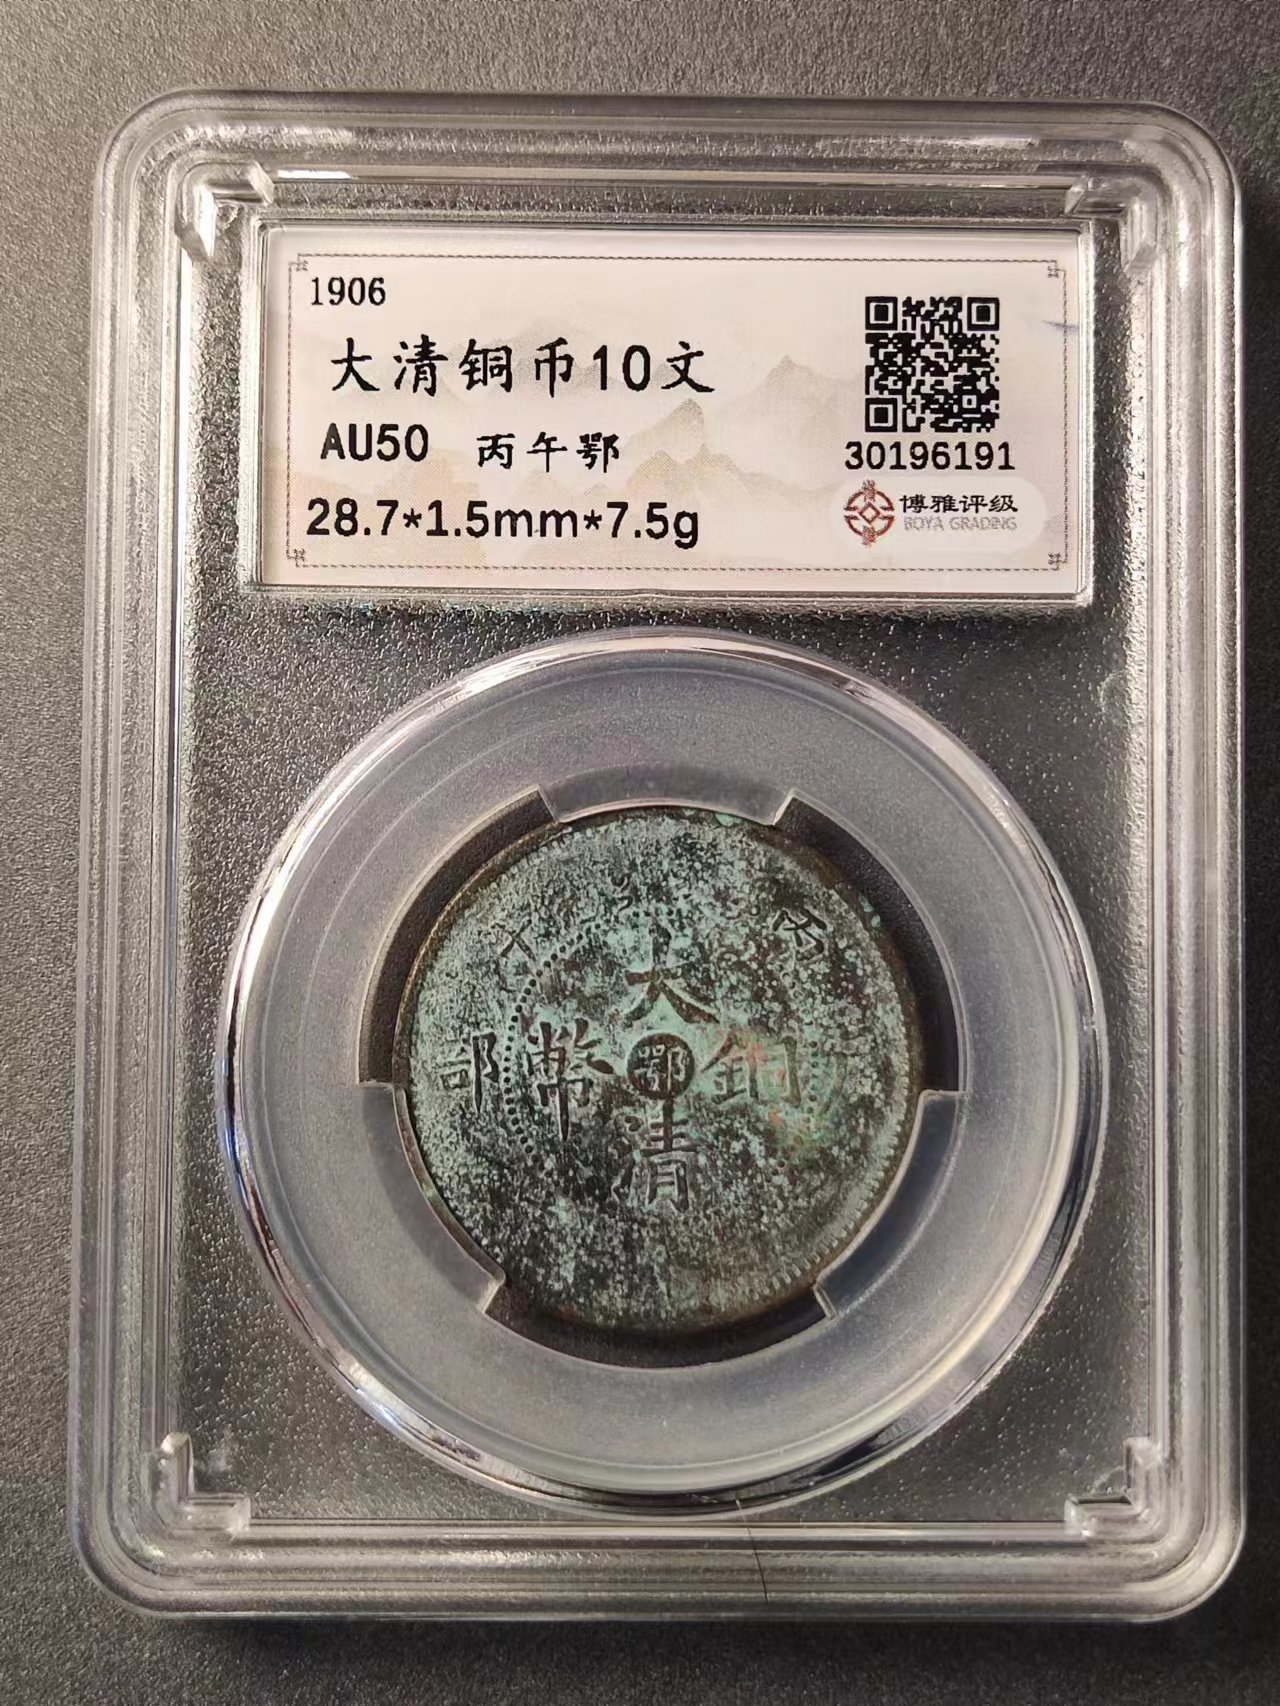 1906
大清铜币10文
AU50 丙午鄂
28.7*1.5mm*7.5g
30196191
博雅评级
BOYA GRADING
丙
大
部 幣 鄂 銅
清